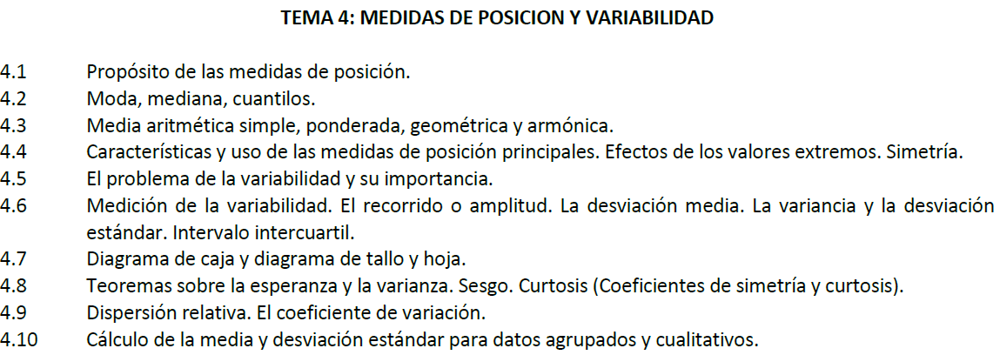 TEMA 4: MEDIDAS DE POSICION Y VARIABILIDAD
4.1 Propósito de las medidas de posición.
4.2 Moda, mediana, cuantilos.
4.3 Media aritmética simple, ponderada, geométrica y armónica.
4.4 Características y uso de las medidas de posición principales. Efectos de los valores extremos. Simetría.
4.5 El problema de la variabilidad y su importancia.
4.6 Medición de la variabilidad. El recorrido o amplitud. La desviación media. La variancia y la desviación
estándar. Intervalo intercuartil.
4.7 Diagrama de caja y diagrama de tallo y hoja.
4.8 Teoremas sobre la esperanza y la varianza. Sesgo. Curtosis (Coeficientes de simetría y curtosis).
4.9 Dispersión relativa. El coeficiente de variación.
4.10 Cálculo de la media y desviación estándar para datos agrupados y cualitativos.